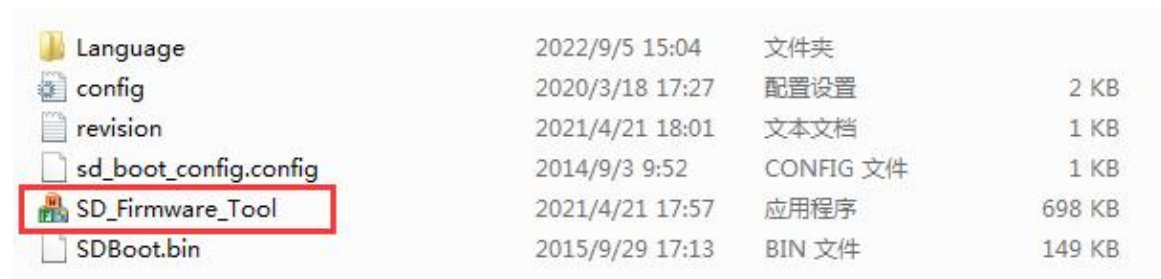 Language 2022/9/5 15:04 文件夹
config 2020/3/18 17:27 配置设置 2 KB
revision 2021/4/21 18:01 文本文档 1 KB
sd_boot_config.config 2014/9/3 9:52 CONFIG 文件 1 KB
SD_Firmware_Tool 2021/4/21 17:57 应用程序 698 KB
SDBoot.bin 2015/9/29 17:13 BIN 文件 149 KB